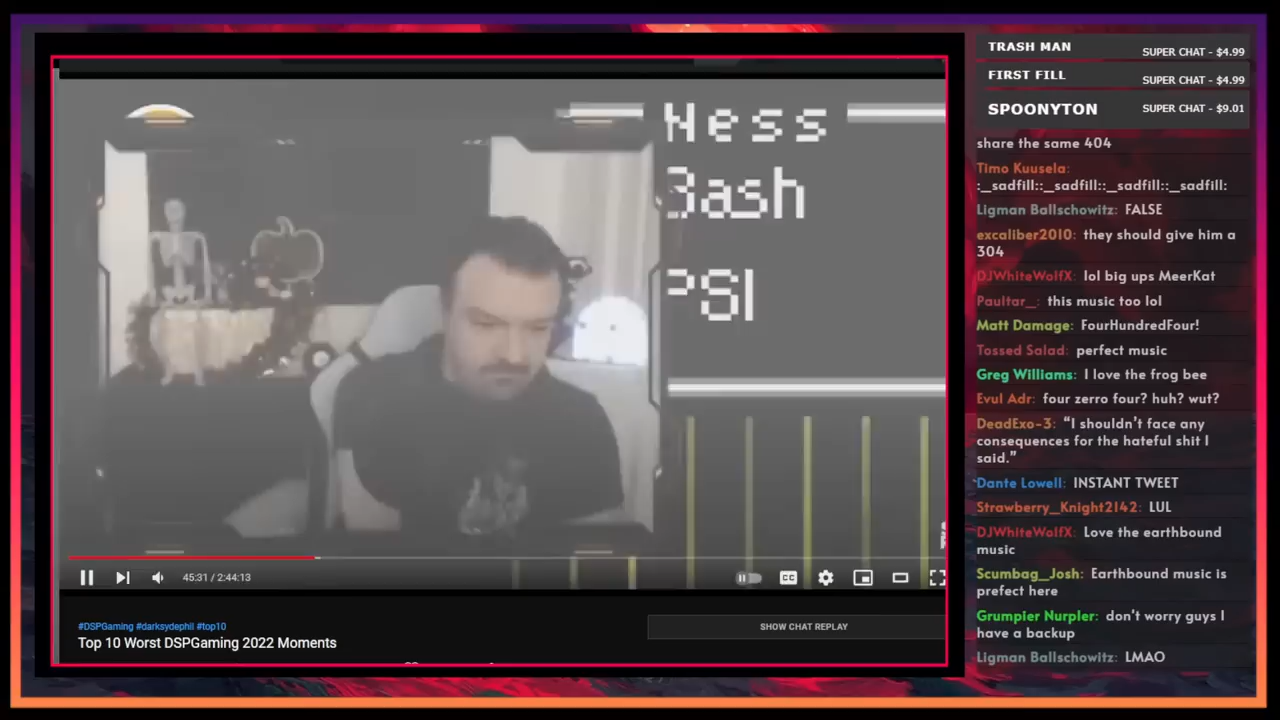 Ness
Bash
PSI
45:31 / 2:44:13
CC
#DSPGaming #darksydephil #top10
Top 10 Worst DSPGaming 2022 Moments
SHOW CHAT REPLAY
TRASH MAN SUPER CHAT - $4.99
FIRST FILL SUPER CHAT - $4.99
SPOONYTON SUPER CHAT - $9.01
share the same 404
Timo Kuusela:
:_sadfill::_sadfill::_sadfill::_sadfill:
Ligman Ballschowitz: FALSE
excaliber2010: they should give him a
304
DJWhiteWolfX: lol big ups MeerKat
Paultar_: this music too lol
Matt Damage: FourHundredFour!
Tossed Salad: perfect music
Greg Williams: I love the frog bee
Evul Adr: four zerro four? huh? wut?
DeadExo-3: “I shouldn’t face any
consequences for the hateful shit I
said.”
Dante Lowell: INSTANT TWEET
Strawberry_Knight2142: LUL
DJWhiteWolfX: Love the earthbound
music
Scumbag_Josh: Earthbound music is
prefect here
Grumpier Nurpler: don't worry guys I
have a backup
Ligman Ballschowitz: LMAO